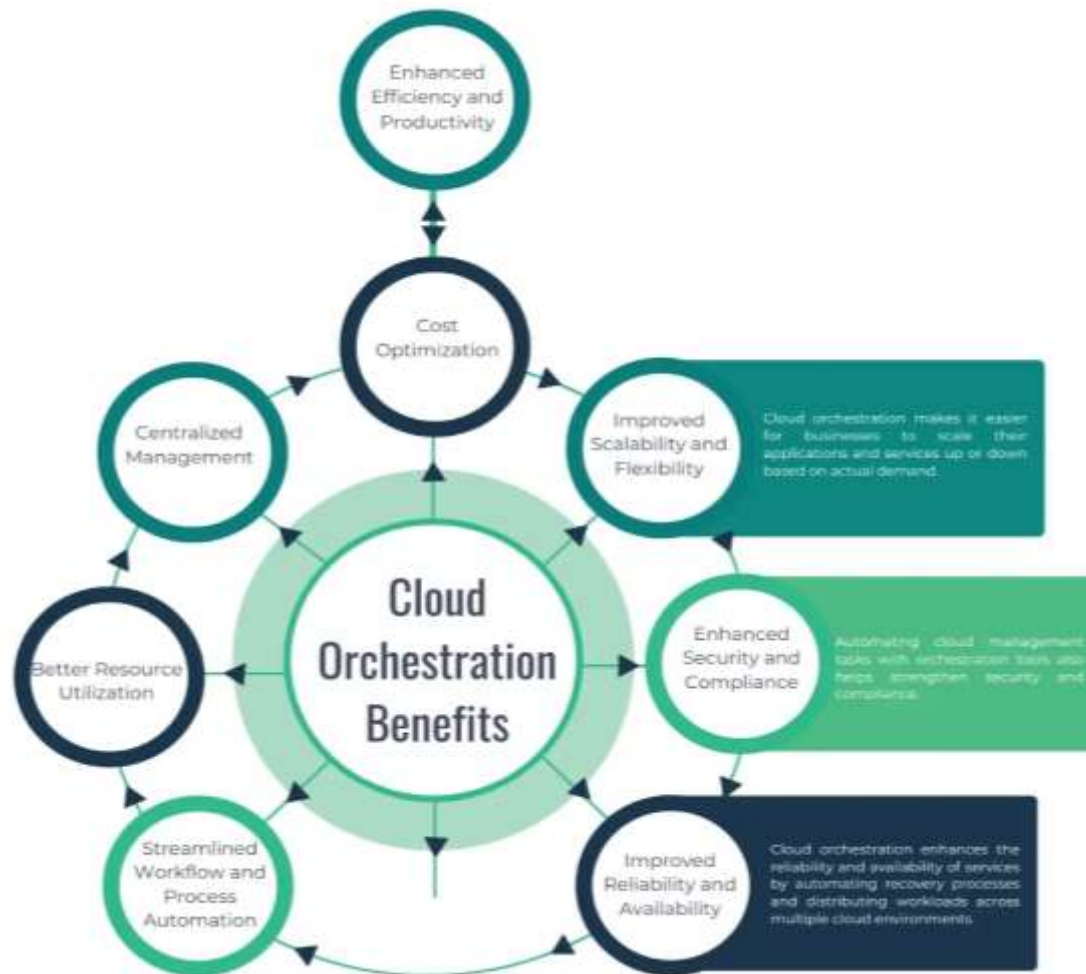 Enhanced
Efficiency and
Productivity
Cost
Optimization
Centralized
Management
Improved
Scalability and
Flexibility
Cloud orchestration makes it easier
for businesses to scale their
applications and services up or down
based on actual demand.
Cloud
Orchestration
Benefits
Better Resource
Utilization
Enhanced
Security and
Compliance
Automating cloud management
tasks with orchestration tools also
helps strengthen security and
compliance.
Streamlined
Workflow and
Process
Automation
Improved
Reliability and
Availability
Cloud orchestration enhances the
reliability and availability of services
by automating recovery processes
and distributing workloads across
multiple cloud environments.